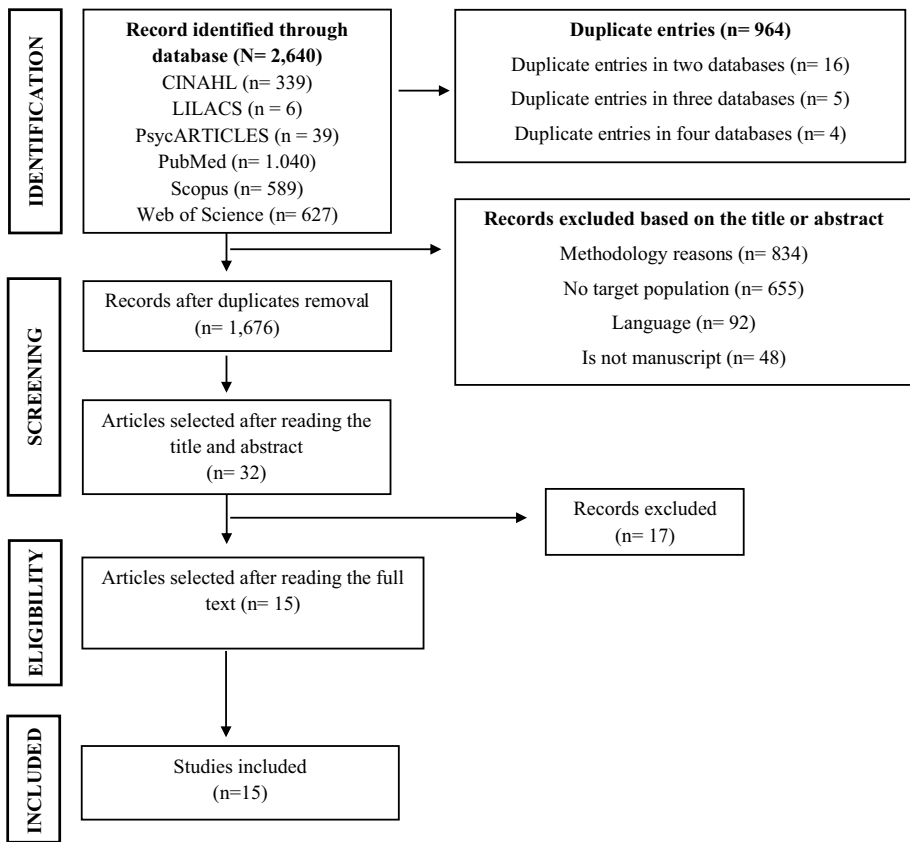 IDENTIFICATION
Record identified through
database (N= 2,640)
CINAHL (n= 339)
LILACS (n = 6)
PsycARTICLES (n = 39)
PubMed (n= 1.040)
Scopus (n= 589)
Web of Science (n= 627)
Duplicate entries (n= 964)
Duplicate entries in two databases (n= 16)
Duplicate entries in three databases (n= 5)
Duplicate entries in four databases (n= 4)
Records excluded based on the title or abstract
Methodology reasons (n= 834)
No target population (n= 655)
Language (n= 92)
Is not manuscript (n= 48)
SCREENING
Records after duplicates removal
(n= 1,676)
Articles selected after reading the
title and abstract
(n= 32)
Records excluded
(n= 17)
ELIGIBILITY
Articles selected after reading the full
text (n= 15)
INCLUDED
Studies included
(n=15)